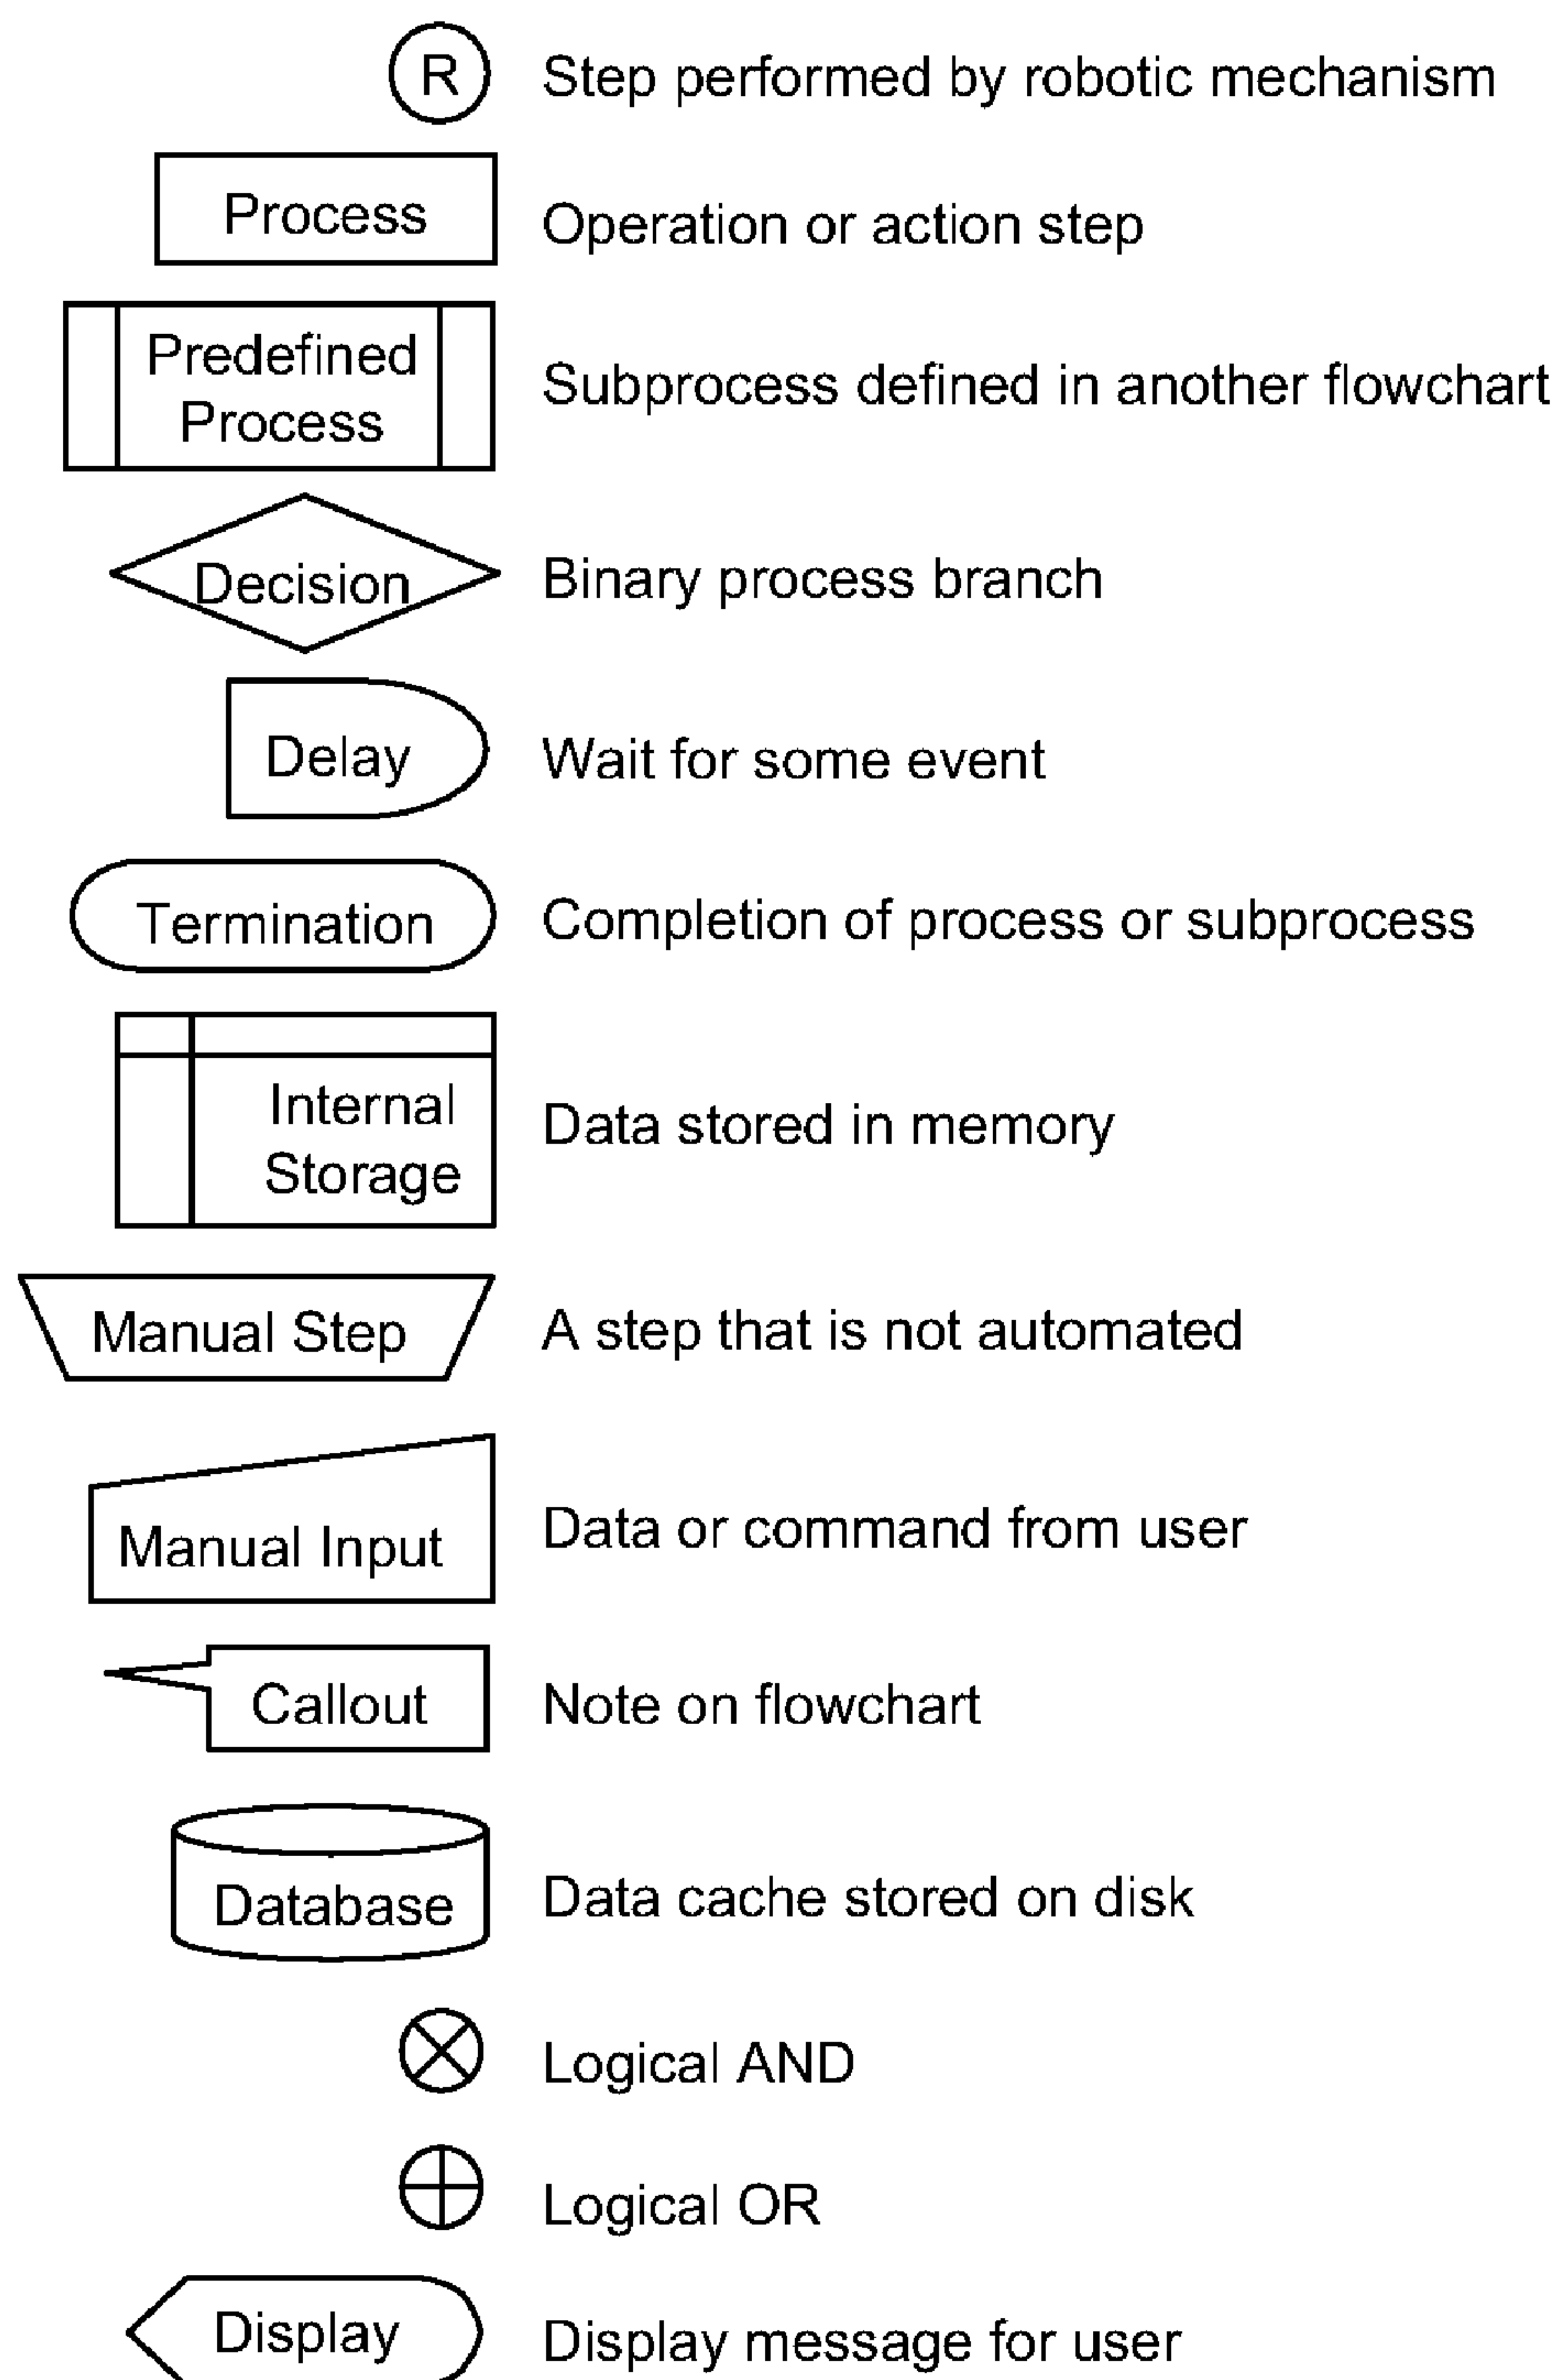 R Step performed by robotic mechanism
Process Operation or action step
Predefined
Process
Subprocess defined in another flowchart
Decision Binary process branch
Delay Wait for some event
Termination Completion of process or subprocess
Internal
Storage
Data stored in memory
Manual Step A step that is not automated
Manual Input Data or command from user
Callout Note on flowchart
Database Data cache stored on disk
Logical AND
Logical OR
Display Display message for user